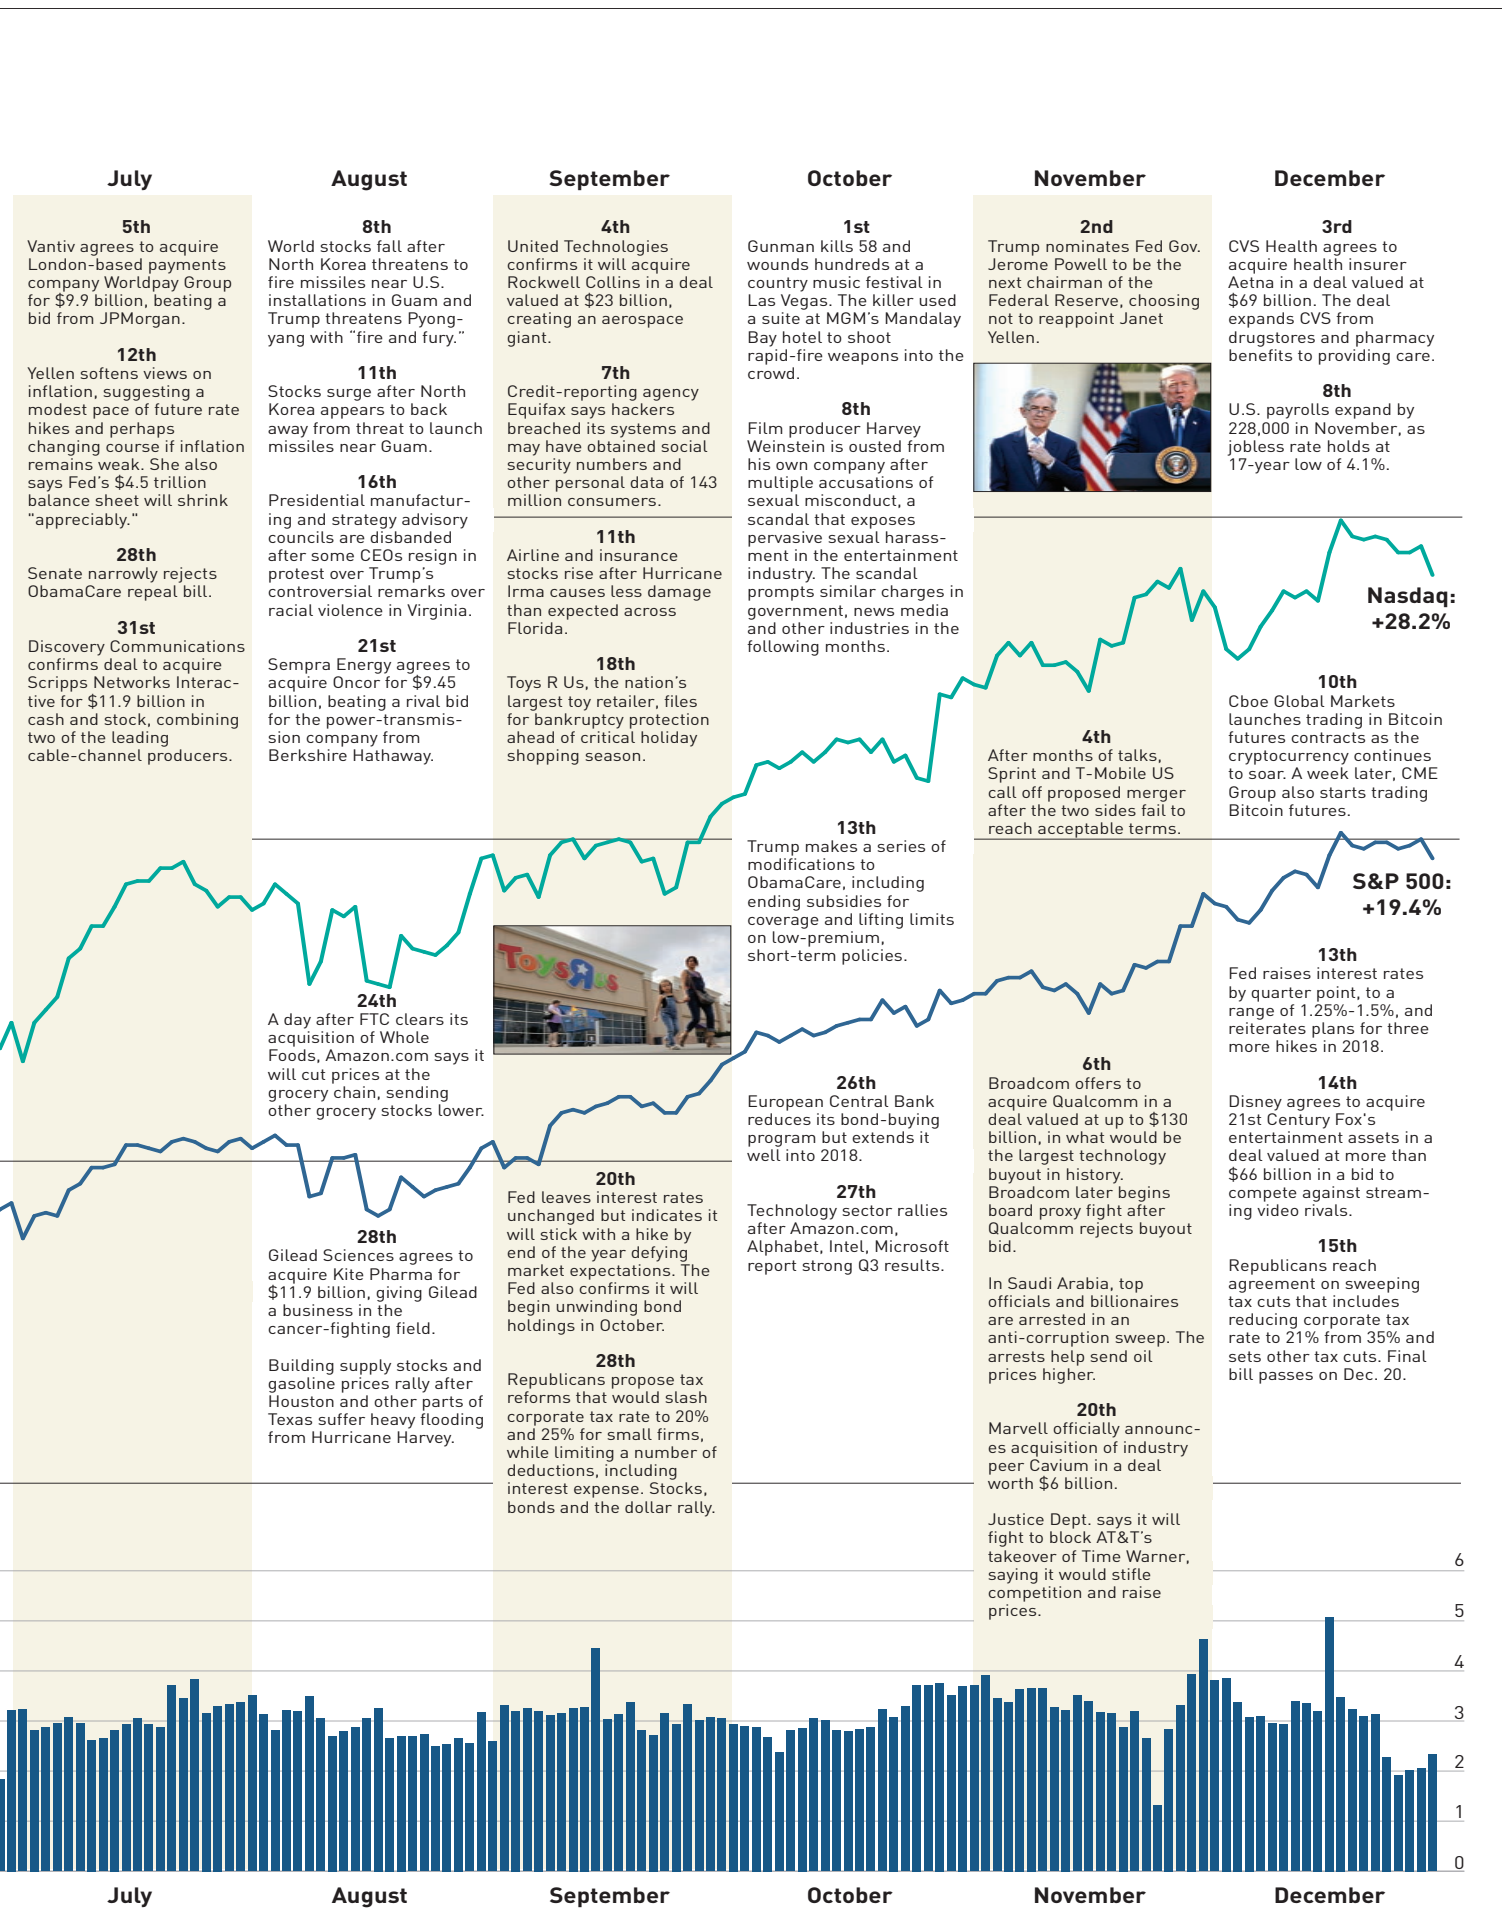 July
August
September
October
November
December
5th
Vantiv agrees to acquire
London-based payments
company Worldpay Group
for $9.9 billion, beating a
bid from JPMorgan.
12th
Yellen softens views on
inflation, suggesting a
modest pace of future rate
hikes and perhaps
changing course if inflation
remains weak. She also
says Fed's $4.5 trillion
balance sheet will shrink
"appreciably."
28th
Senate narrowly rejects
ObamaCare repeal bill.
31st
Discovery Communications
confirms deal to acquire
Scripps Networks Interac-
tive for $11.9 billion in
cash and stock, combining
two of the leading
cable-channel producers.
8th
World stocks fall after
North Korea threatens to
fire missiles near U.S.
installations in Guam and
Trump threatens Pyong-
yang with "fire and fury."
11th
Stocks surge after North
Korea appears to back
away from threat to launch
missiles near Guam.
16th
Presidential manufactur-
ing and strategy advisory
councils are disbanded
after some CEOs resign in
protest over Trump's
controversial remarks over
racial violence in Virginia.
21st
Sempra Energy agrees to
acquire Oncor for $9.45
billion, beating a rival bid
for the power-transmis-
sion company from
Berkshire Hathaway.
24th
A day after FTC clears its
acquisition of Whole
Foods, Amazon.com says it
will cut prices at the
grocery chain, sending
other grocery stocks lower.
28th
Gilead Sciences agrees to
acquire Kite Pharma for
$11.9 billion, giving Gilead
a business in the
cancer-fighting field.
Building supply stocks and
gasoline prices rally after
Houston and other parts of
Texas suffer heavy flooding
from Hurricane Harvey.
4th
United Technologies
confirms it will acquire
Rockwell Collins in a deal
valued at $23 billion,
creating an aerospace
giant.
7th
Credit-reporting agency
Equifax says hackers
breached its systems and
may have obtained social
security numbers and
other personal data of 143
million consumers.
11th
Airline and insurance
stocks rise after Hurricane
Irma causes less damage
than expected across
Florida.
18th
Toys R Us, the nation's
largest toy retailer, files
for bankruptcy protection
ahead of critical holiday
shopping season.
ToysRUs
20th
Fed leaves interest rates
unchanged but indicates it
will stick with a hike by
end of the year defying
market expectations. The
Fed also confirms it will
begin unwinding bond
holdings in October.
28th
Republicans propose tax
reforms that would slash
corporate tax rate to 20%
and 25% for small firms,
while limiting a number of
deductions, including
interest expense. Stocks,
bonds and the dollar rally.
1st
Gunman kills 58 and
wounds hundreds at a
country music festival in
Las Vegas. The killer used
a suite at MGM's Mandalay
Bay hotel to shoot
rapid-fire weapons into the
crowd.
8th
Film producer Harvey
Weinstein is ousted from
his own company after
multiple accusations of
sexual misconduct, a
scandal that exposes
pervasive sexual harass-
ment in the entertainment
industry. The scandal
prompts similar charges in
government, news media
and other industries in the
following months.
13th
Trump makes a series of
modifications to
ObamaCare, including
ending subsidies for
coverage and lifting limits
on low-premium,
short-term policies.
26th
European Central Bank
reduces its bond-buying
program but extends it
well into 2018.
27th
Technology sector rallies
after Amazon.com,
Alphabet, Intel, Microsoft
report strong Q3 results.
2nd
Trump nominates Fed Gov.
Jerome Powell to be the
next chairman of the
Federal Reserve, choosing
not to reappoint Janet
Yellen.
4th
After months of talks,
Sprint and T-Mobile US
call off proposed merger
after the two sides fail to
reach acceptable terms.
6th
Broadcom offers to
acquire Qualcomm in a
deal valued at up to $130
billion, in what would be
the largest technology
buyout in history.
Broadcom later begins
board proxy fight after
Qualcomm rejects buyout
bid.
In Saudi Arabia, top
officials and billionaires
are arrested in an
anti-corruption sweep. The
arrests help send oil
prices higher.
20th
Marvell officially announc-
es acquisition of industry
peer Cavium in a deal
worth $6 billion.
Justice Dept. says it will
fight to block AT&T's
takeover of Time Warner,
saying it would stifle
competition and raise
prices.
3rd
CVS Health agrees to
acquire health insurer
Aetna in a deal valued at
$69 billion. The deal
expands CVS from
drugstores and pharmacy
benefits to providing care.
8th
U.S. payrolls expand by
228,000 in November, as
jobless rate holds at
17-year low of 4.1%.
Nasdaq:
+28.2%
10th
Cboe Global Markets
launches trading in Bitcoin
futures contracts as the
cryptocurrency continues
to soar. A week later, CME
Group also starts trading
Bitcoin futures.
S&P 500:
+19.4%
13th
Fed raises interest rates
by quarter point, to a
range of 1.25%-1.5%, and
reiterates plans for three
more hikes in 2018.
14th
Disney agrees to acquire
21st Century Fox's
entertainment assets in a
deal valued at more than
$66 billion in a bid to
compete against stream-
ing video rivals.
15th
Republicans reach
agreement on sweeping
tax cuts that includes
reducing corporate tax
rate to 21% from 35% and
sets other tax cuts. Final
bill passes on Dec. 20.
6
5
4
3
2
1
0
July
August
September
October
November
December